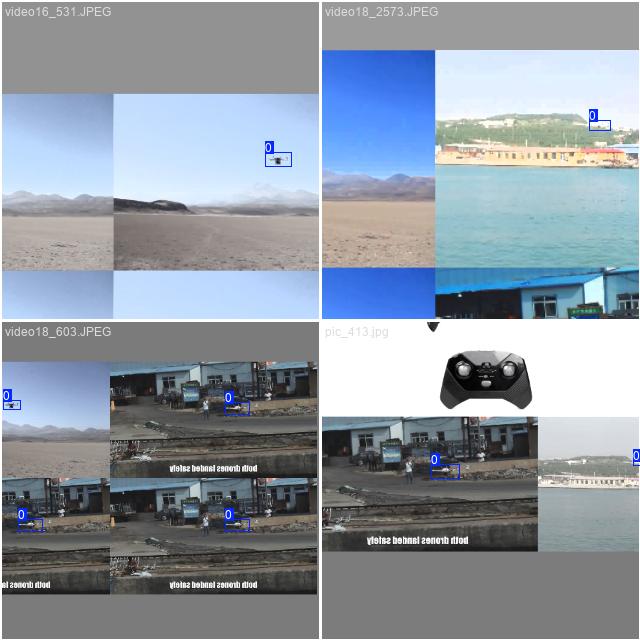 video16_531.JPEG
video18_2573.JPEG
0
0
video18_603.JPEG
pic_413.jpg
0
0
both drones landed safely
0
0
0
0
both drones landed safely
both drones landed
both drones landed safely